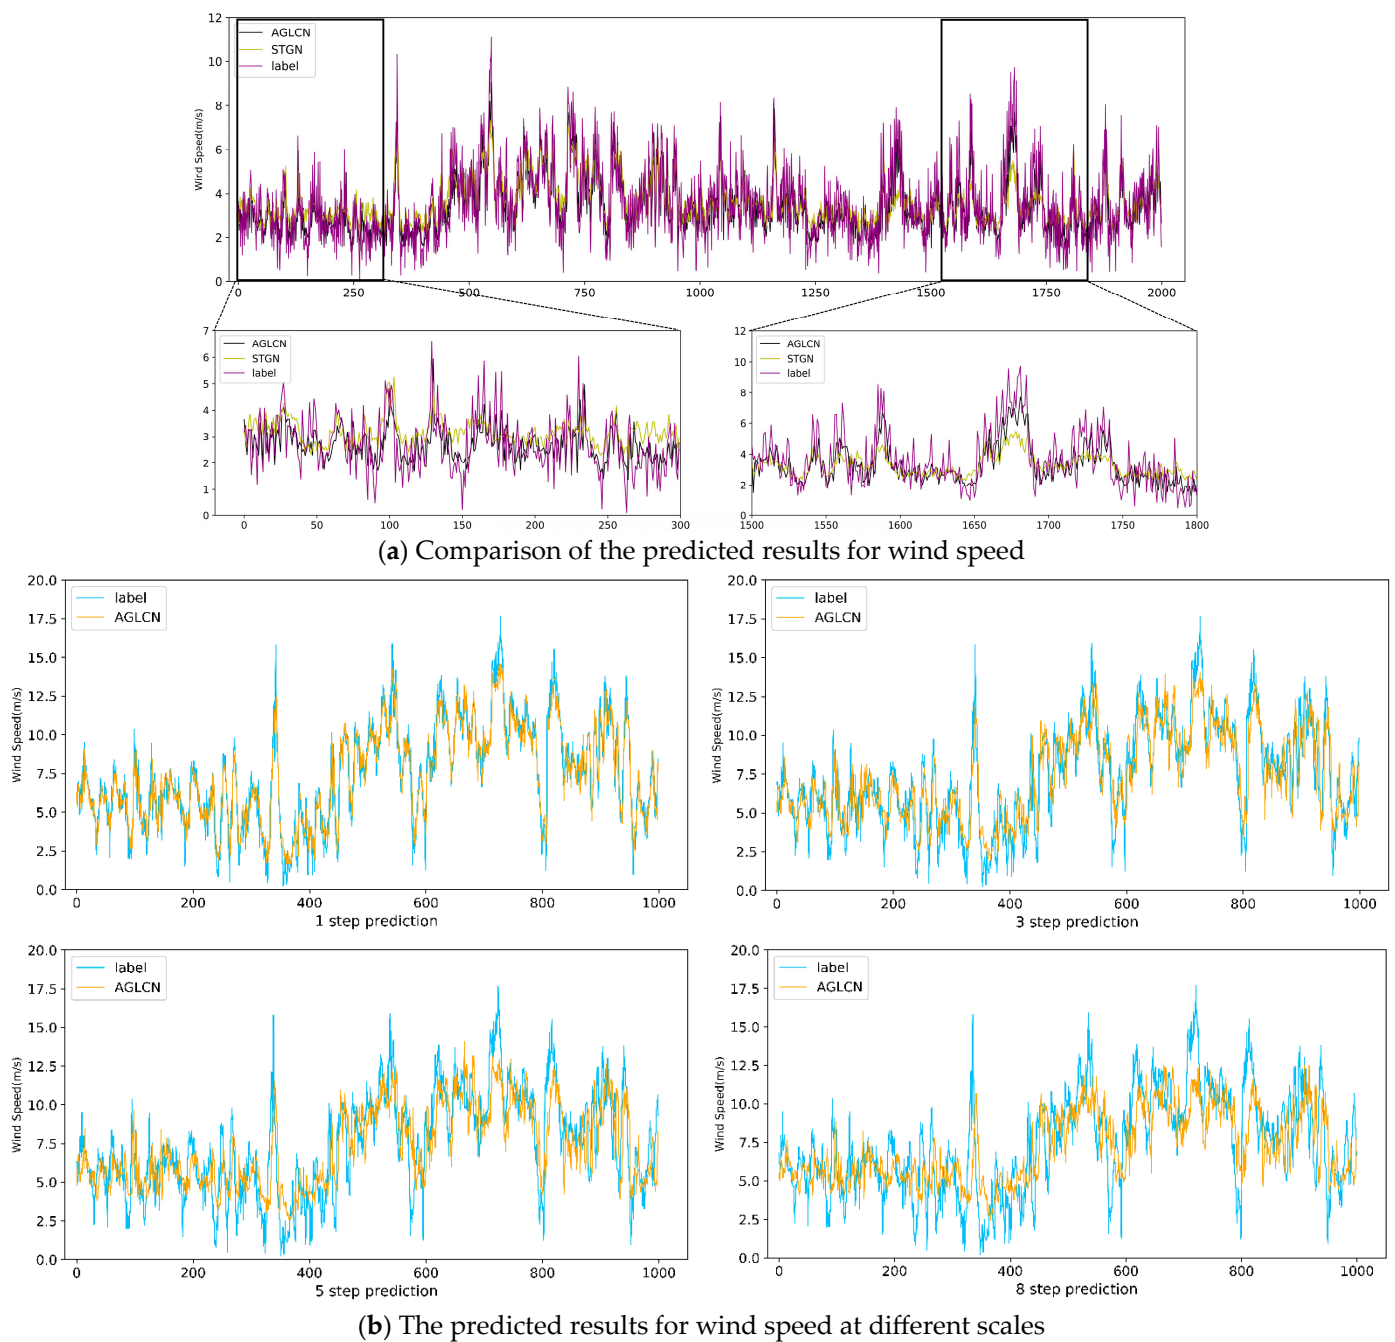 12
10
8
6
4
2
0
Wind Speed(m/s)
AGLCN
STGN
label
0 250 500 750 1000 1250 1500 1750 2000
7
6
5
4
3
2
1
0
Wind Speed(m/s)
AGLCN
STGN
label
0 50 100 150 200 250 300
12
10
8
6
4
2
0
Wind Speed(m/s)
AGLCN
STGN
label
1500 1550 1600 1650 1700 1750 1800
(a) Comparison of the predicted results for wind speed
20.0
17.5
15.0
12.5
10.0
7.5
5.0
2.5
0.0
Wind Speed(m/s)
label
AGLCN
0 200 400 600 800 1000
1 step prediction
20.0
17.5
15.0
12.5
10.0
7.5
5.0
2.5
0.0
Wind Speed(m/s)
label
AGLCN
0 200 400 600 800 1000
3 step prediction
20.0
17.5
15.0
12.5
10.0
7.5
5.0
2.5
0.0
Wind Speed(m/s)
label
AGLCN
0 200 400 600 800 1000
5 step prediction
20.0
17.5
15.0
12.5
10.0
7.5
5.0
2.5
0.0
Wind Speed(m/s)
label
AGLCN
0 200 400 600 800 1000
8 step prediction
(b) The predicted results for wind speed at different scales